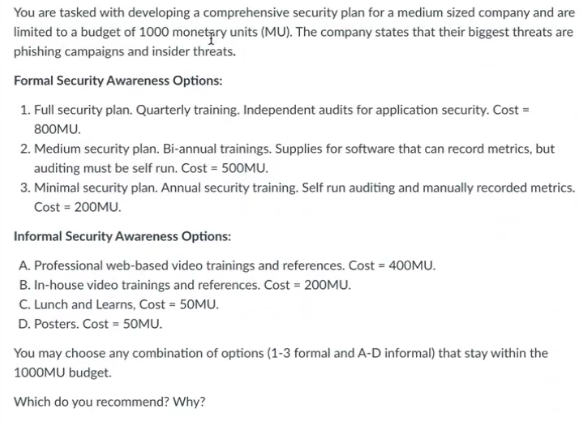 You are tasked with developing a comprehensive security plan for a medium sized company and are
limited to a budget of 1000 monetary units (MU). The company states that their biggest threats are
phishing campaigns and insider threats.
Formal Security Awareness Options:
1. Full security plan. Quarterly training. Independent audits for application security. Cost =
800MU.
2. Medium security plan. Bi-annual trainings. Supplies for software that can record metrics, but
auditing must be self run. Cost = 500MU.
3. Minimal security plan. Annual security training. Self run auditing and manually recorded metrics.
Cost = 200MU.
Informal Security Awareness Options:
A. Professional web-based video trainings and references. Cost = 400MU.
B. In-house video trainings and references. Cost = 200MU.
C. Lunch and Learns, Cost = 50MU.
D. Posters. Cost = 50MU.
You may choose any combination of options (1-3 formal and A-D informal) that stay within the
1000MU budget.
Which do you recommend? Why?